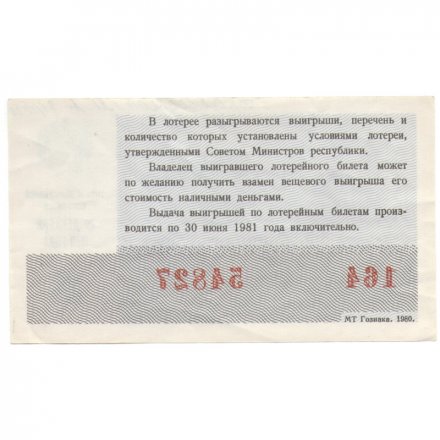 В лотерее разыгрываются выигрыши, перечень и
количество которых установлены условиями лотереи,
утвержденными Советом Министров республики.
Владелец выигравшего лотерейного билета может
по желанию получить взамен вещевого выигрыша его
стоимость наличными деньгами.
Выдача выигрышей по лотерейным билетам произ-
водится по 30 июня 1981 года включительно.
54827 164
МТ Гознака. 1980.